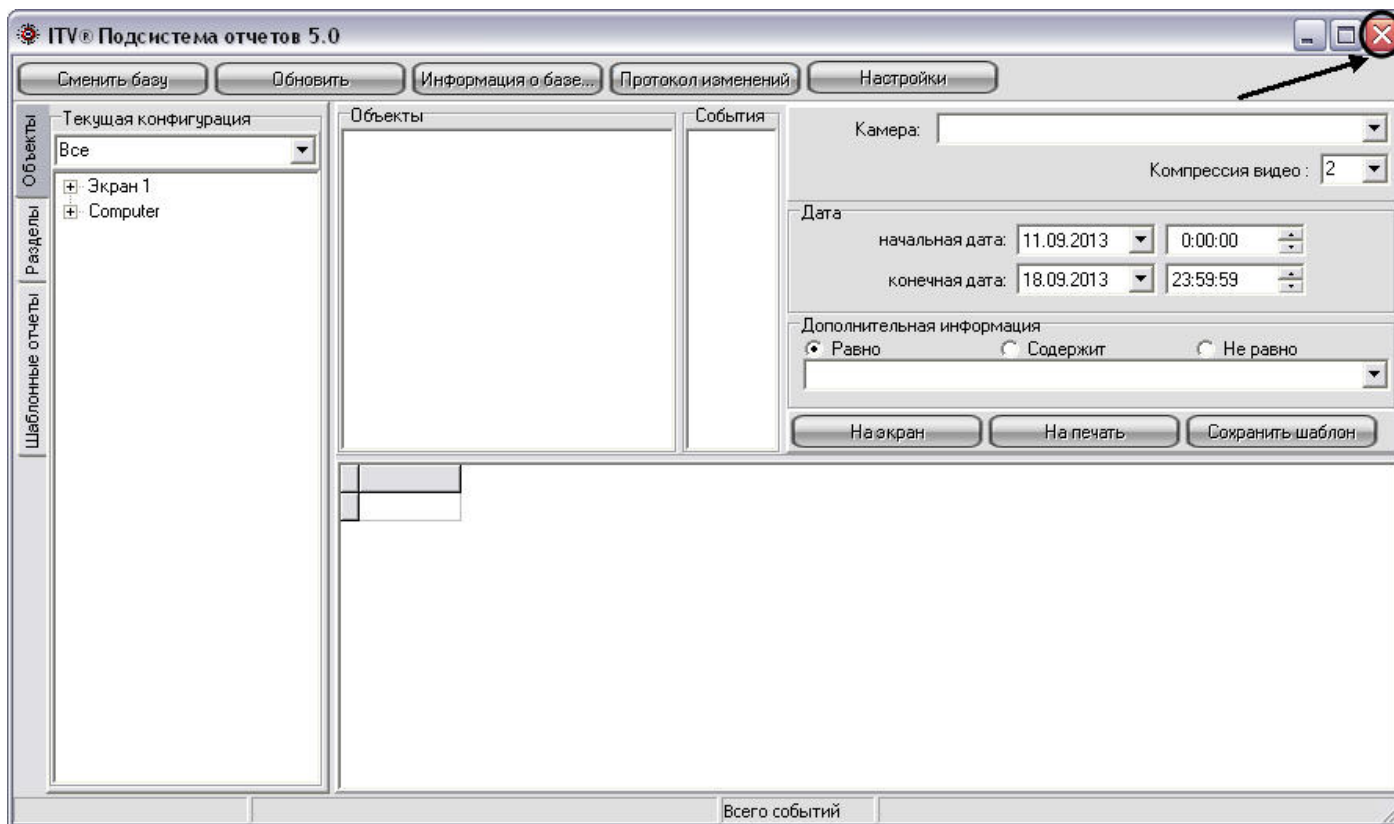 ITV® Подсистема отчетов 5.0
Сменить базу Обновить Информация о базе... Протокол изменений Настройки
Объекты
Разделы
Шаблонные отчеты
Текущая конфигурация
Все
Экран 1
Computer
Объекты
События
Камера:
Компрессия видео : 2
Дата
начальная дата: 11.09.2013 0:00:00
конечная дата: 18.09.2013 23:59:59
Дополнительная информация
Равно Содержит Не равно
На экран На печать Сохранить шаблон
Всего событий